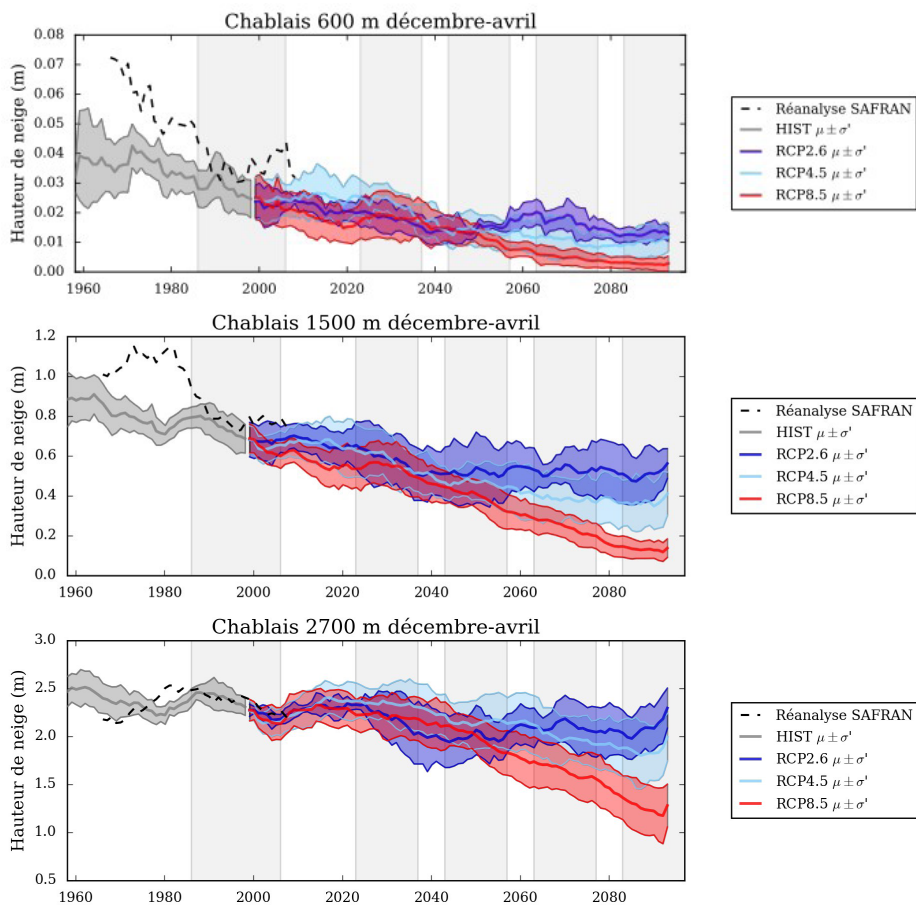 Chablais 600 m décembre-avril
Hauteur de neige (m)
0.08
0.07
0.06
0.05
0.04
0.03
0.02
0.01
0.00
1960 1980 2000 2020 2040 2060 2080
Réanalyse SAFRAN
HIST μ ± σ'
RCP2.6 μ ± σ'
RCP4.5 μ ± σ'
RCP8.5 μ ± σ'
Chablais 1500 m décembre-avril
Hauteur de neige (m)
1.2
1.0
0.8
0.6
0.4
0.2
0.0
1960 1980 2000 2020 2040 2060 2080
Réanalyse SAFRAN
HIST μ ± σ'
RCP2.6 μ ± σ'
RCP4.5 μ ± σ'
RCP8.5 μ ± σ'
Chablais 2700 m décembre-avril
Hauteur de neige (m)
3.0
2.5
2.0
1.5
1.0
0.5
1960 1980 2000 2020 2040 2060 2080
Réanalyse SAFRAN
HIST μ ± σ'
RCP2.6 μ ± σ'
RCP4.5 μ ± σ'
RCP8.5 μ ± σ'